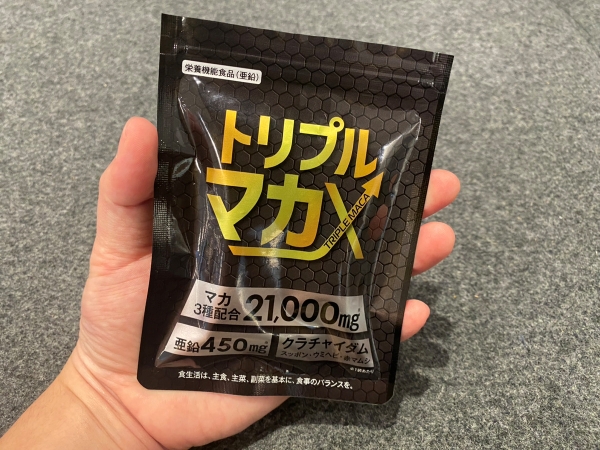 栄養機能食品(亜鉛)
トリプル
マカX
TRIPLE MACA
マカ
3種配合 21,000mg
亜鉛450mg
クラチャイダム
スッポン・ウミヘビ・赤マムシ
食生活は、主食、主菜、副菜を基本に、食事のバランスを。